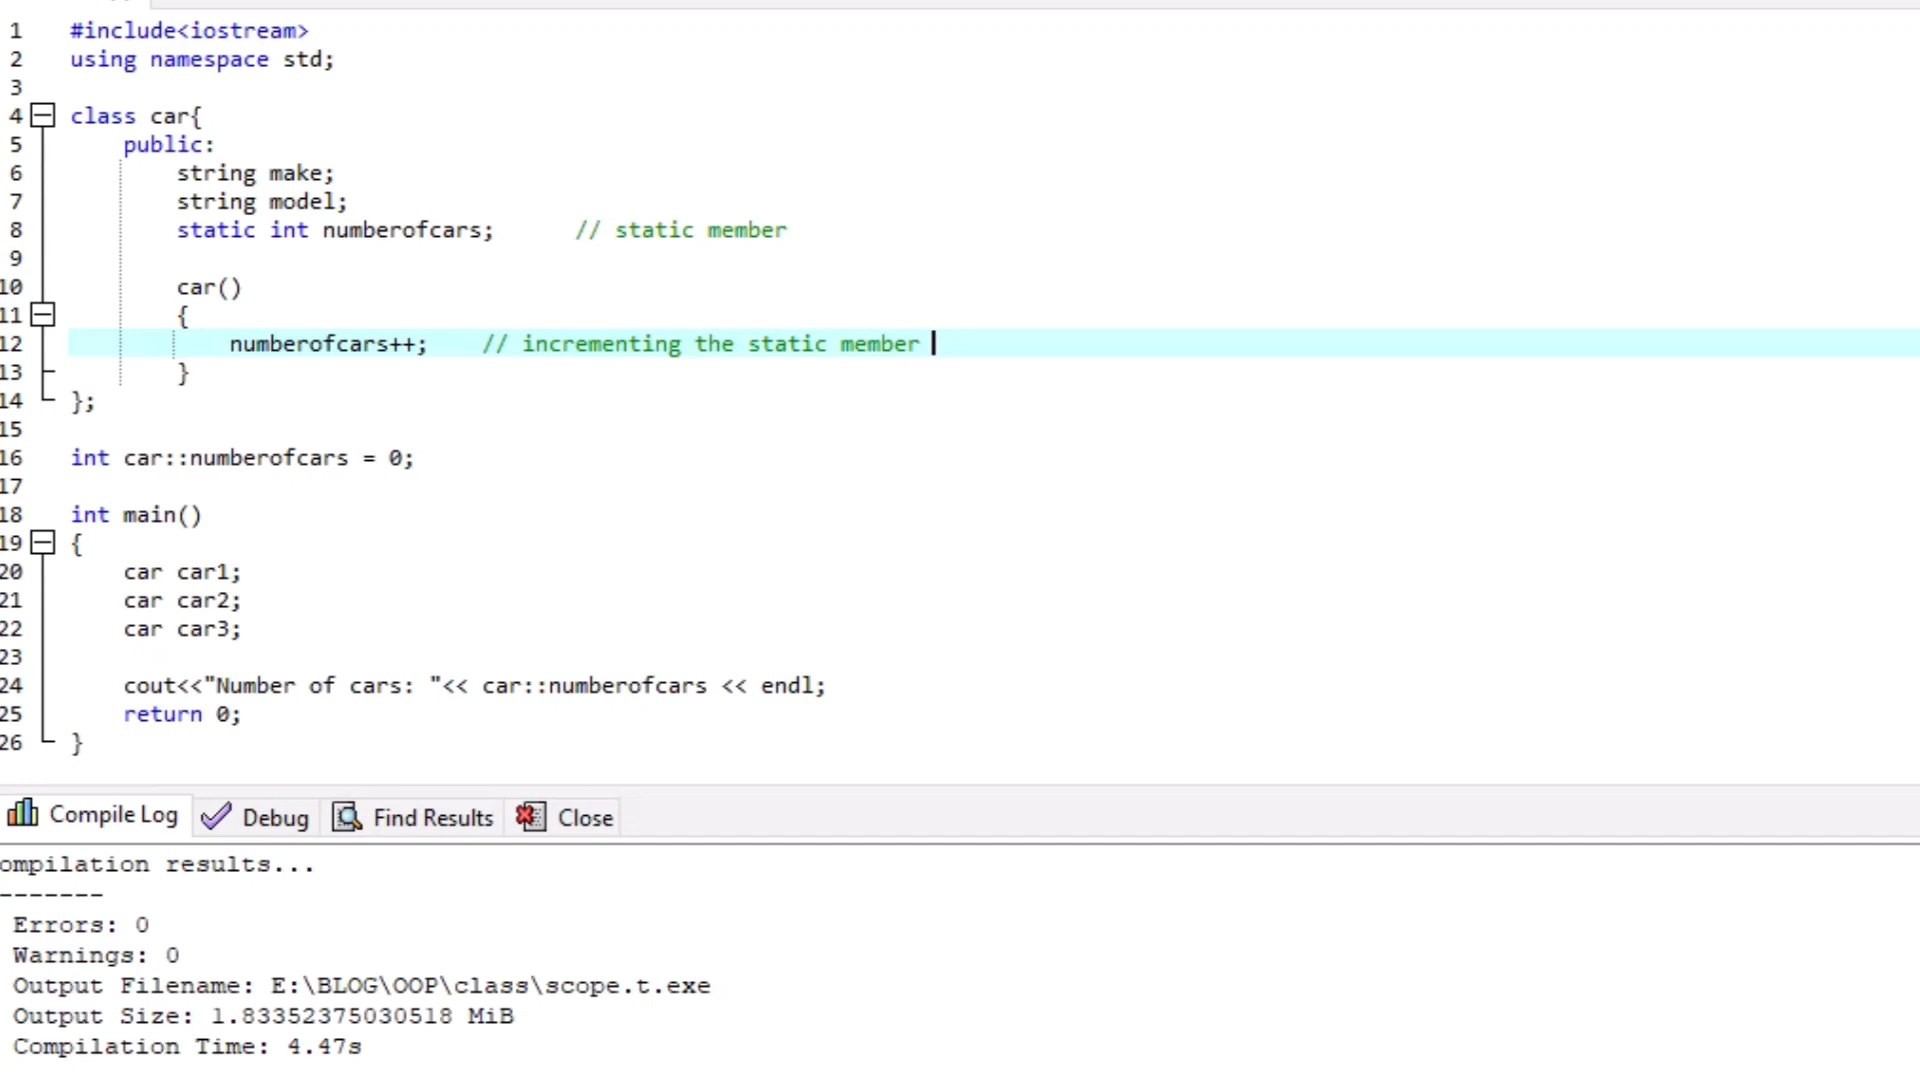 1 #include<iostream>
2 using namespace std;
3
4 class car{
5 public:
6 string make;
7 string model;
8 static int numberofcars; // static member
9
10 car()
11 {
12 numberofcars++; // incrementing the static member
13 }
14 };
15
16 int car::numberofcars = 0;
17
18 int main()
19 {
20 car car1;
21 car car2;
22 car car3;
23
24 cout<<"Number of cars: "<< car::numberofcars << endl;
25 return 0;
26 }
Compile Log Debug Find Results Close
ompilation results...
-------
Errors: 0
Warnings: 0
Output Filename: E:\BLOG\OOP\class\scope.t.exe
Output Size: 1.83352375030518 MiB
Compilation Time: 4.47s